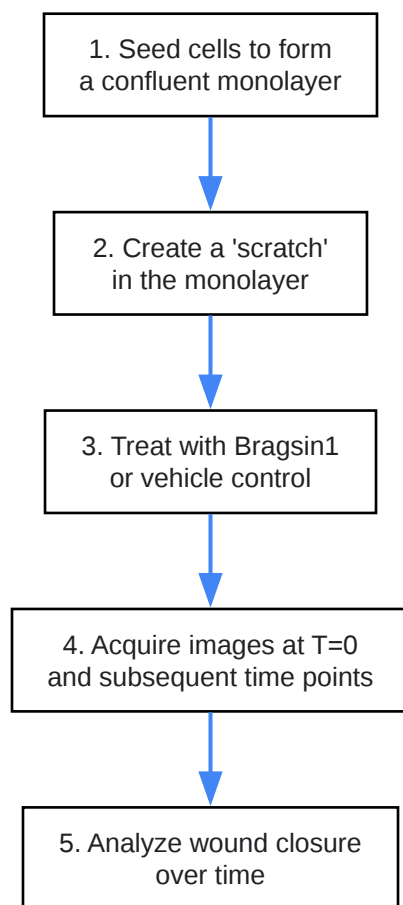 1. Seed cells to form
a confluent monolayer
2. Create a 'scratch'
in the monolayer
3. Treat with Bragsin1
or vehicle control
4. Acquire images at T=0
and subsequent time points
5. Analyze wound closure
over time